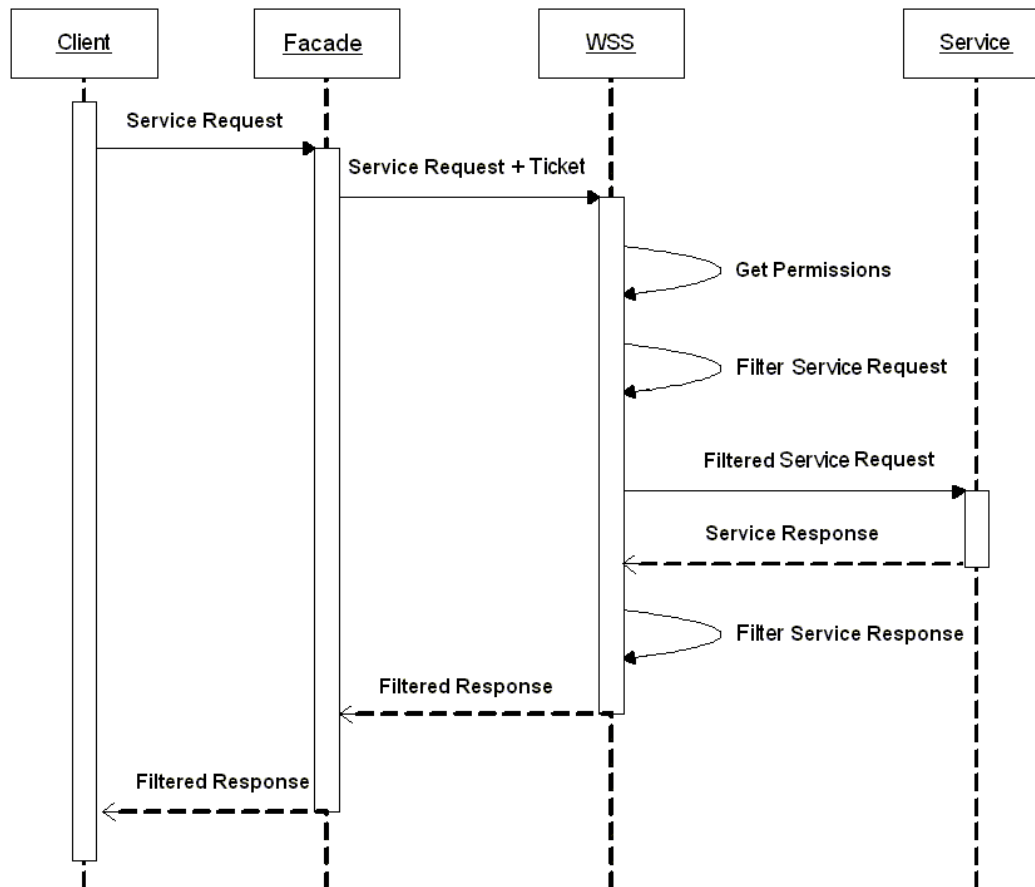 Client
Facade
WSS
Service
Service Request
Service Request + Ticket
Get Permissions
Filter Service Request
Filtered Service Request
Service Response
Filter Service Response
Filtered Response
Filtered Response